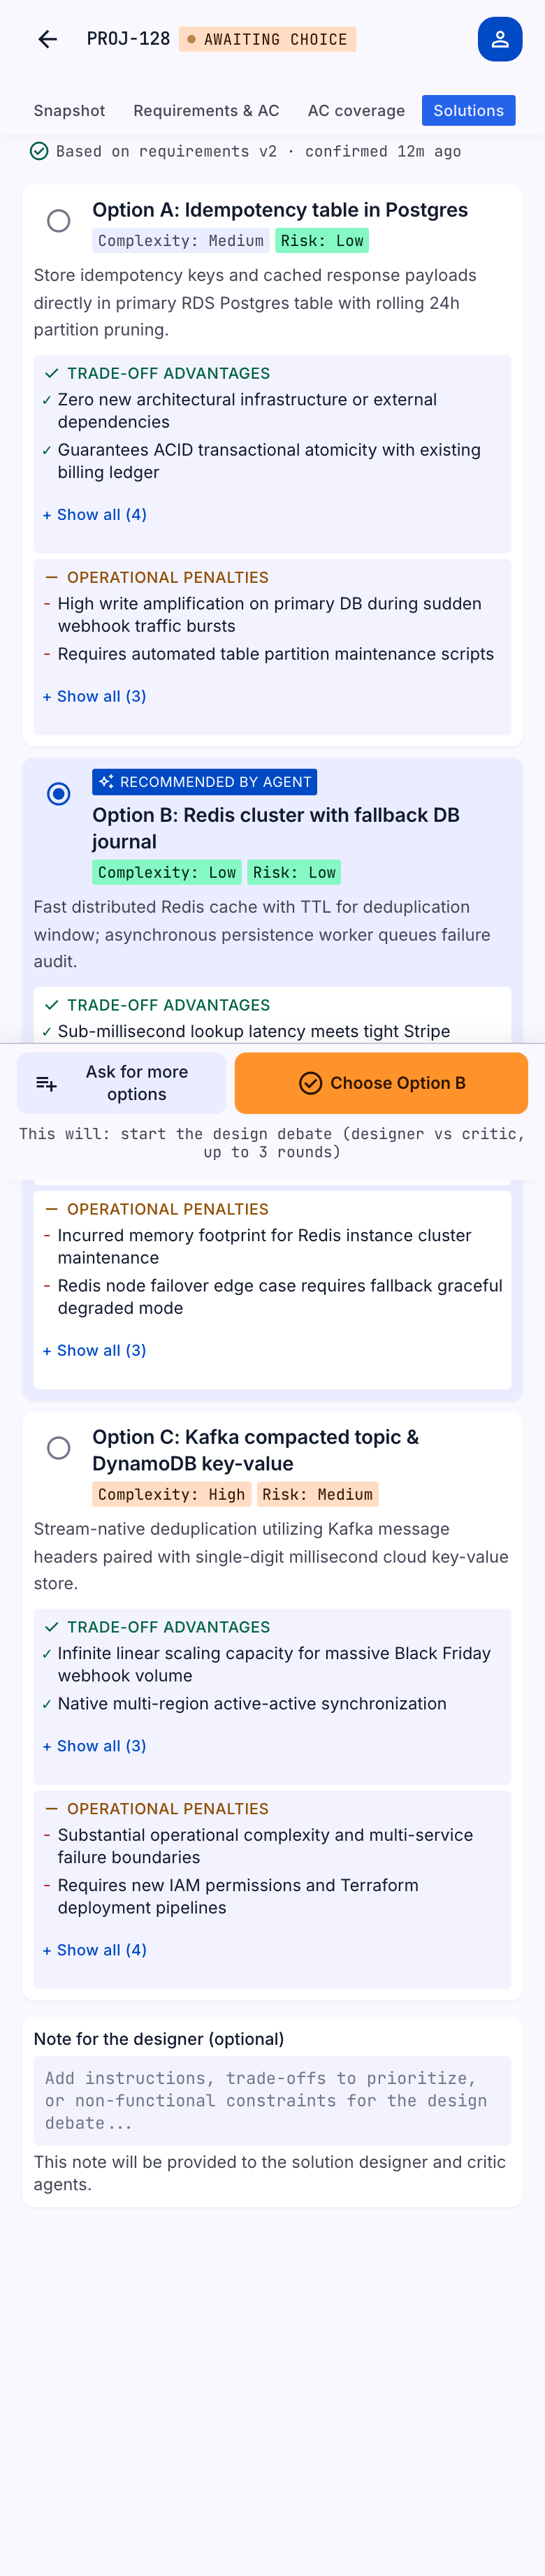 PROJ-128
AWAITING CHOICE
Snapshot
Requirements & AC
AC coverage
Solutions
Based on requirements v2 · confirmed 12m ago
Option A: Idempotency table in Postgres
Complexity: Medium
Risk: Low
Store idempotency keys and cached response payloads
directly in primary RDS Postgres table with rolling 24h
partition pruning.
TRADE-OFF ADVANTAGES
✓ Zero new architectural infrastructure or external
dependencies
✓ Guarantees ACID transactional atomicity with existing
billing ledger
+ Show all (4)
OPERATIONAL PENALTIES
- High write amplification on primary DB during sudden
webhook traffic bursts
- Requires automated table partition maintenance scripts
+ Show all (3)
RECOMMENDED BY AGENT
Option B: Redis cluster with fallback DB
journal
Complexity: Low
Risk: Low
Fast distributed Redis cache with TTL for deduplication
window; asynchronous persistence worker queues failure
audit.
TRADE-OFF ADVANTAGES
✓ Sub-millisecond lookup latency meets tight Stripe
Ask for more
options
Choose Option B
This will: start the design debate (designer vs critic,
up to 3 rounds)
OPERATIONAL PENALTIES
- Incurred memory footprint for Redis instance cluster
maintenance
- Redis node failover edge case requires fallback graceful
degraded mode
+ Show all (3)
Option C: Kafka compacted topic &
DynamoDB key-value
Complexity: High
Risk: Medium
Stream-native deduplication utilizing Kafka message
headers paired with single-digit millisecond cloud key-value
store.
TRADE-OFF ADVANTAGES
✓ Infinite linear scaling capacity for massive Black Friday
webhook volume
✓ Native multi-region active-active synchronization
+ Show all (3)
OPERATIONAL PENALTIES
- Substantial operational complexity and multi-service
failure boundaries
- Requires new IAM permissions and Terraform
deployment pipelines
+ Show all (4)
Note for the designer (optional)
Add instructions, trade-offs to prioritize,
or non-functional constraints for the design
debate...
This note will be provided to the solution designer and critic
agents.